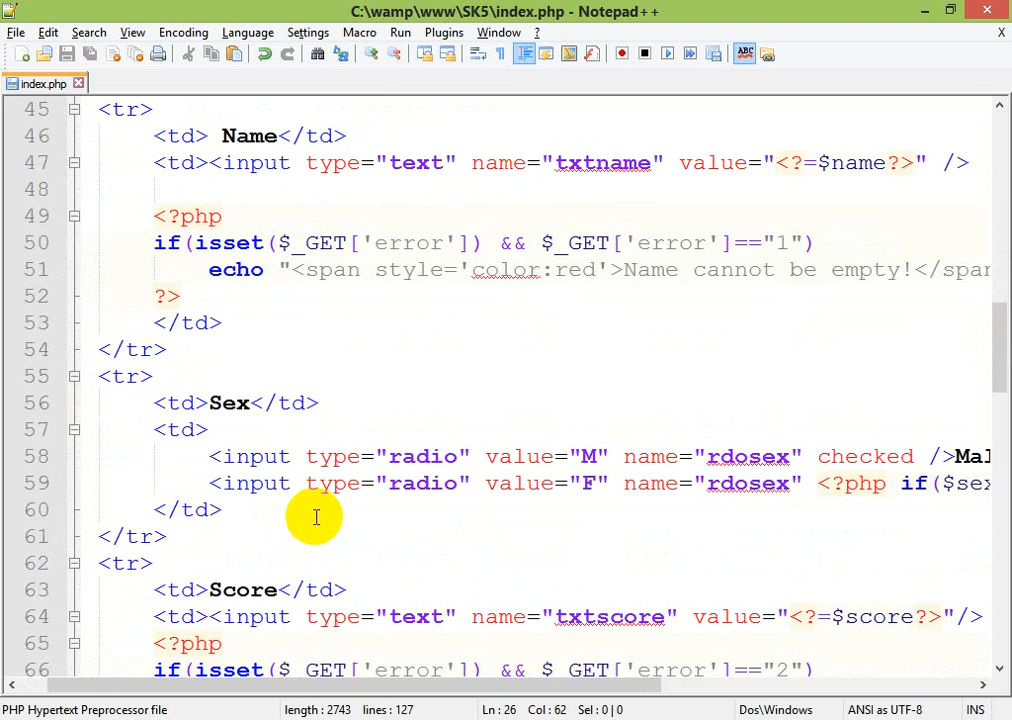 C:\wamp\www\SK5\index.php - Notepad++
File Edit Search View Encoding Language Settings Macro Run Plugins Window ? X
ABC
index.php
45 <tr>
46 <td> Name</td>
47 <td><input type="text" name="txtname" value="<?=$name?>" />
48
49 <?php
50 if(isset($_GET['error']) && $_GET['error']=="1")
51 echo "<span style='color:red'>Name cannot be empty!</span
52 ?>
53 </td>
54 </tr>
55 <tr>
56 <td>Sex</td>
57 <td>
58 <input type="radio" value="M" name="rdosex" checked />Mal
59 <input type="radio" value="F" name="rdosex" <?php if($sex
60 </td>
61 </tr>
62 <tr>
63 <td>Score</td>
64 <td><input type="text" name="txtscore" value="<?=$score?>"/>
65 <?php
66 if(isset($_GET['error']) && $_GET['error']=="2")
PHP Hypertext Preprocessor file length : 2743 lines : 127 Ln : 26 Col : 62 Sel : 0 | 0 Dos\Windows ANSI as UTF-8 INS